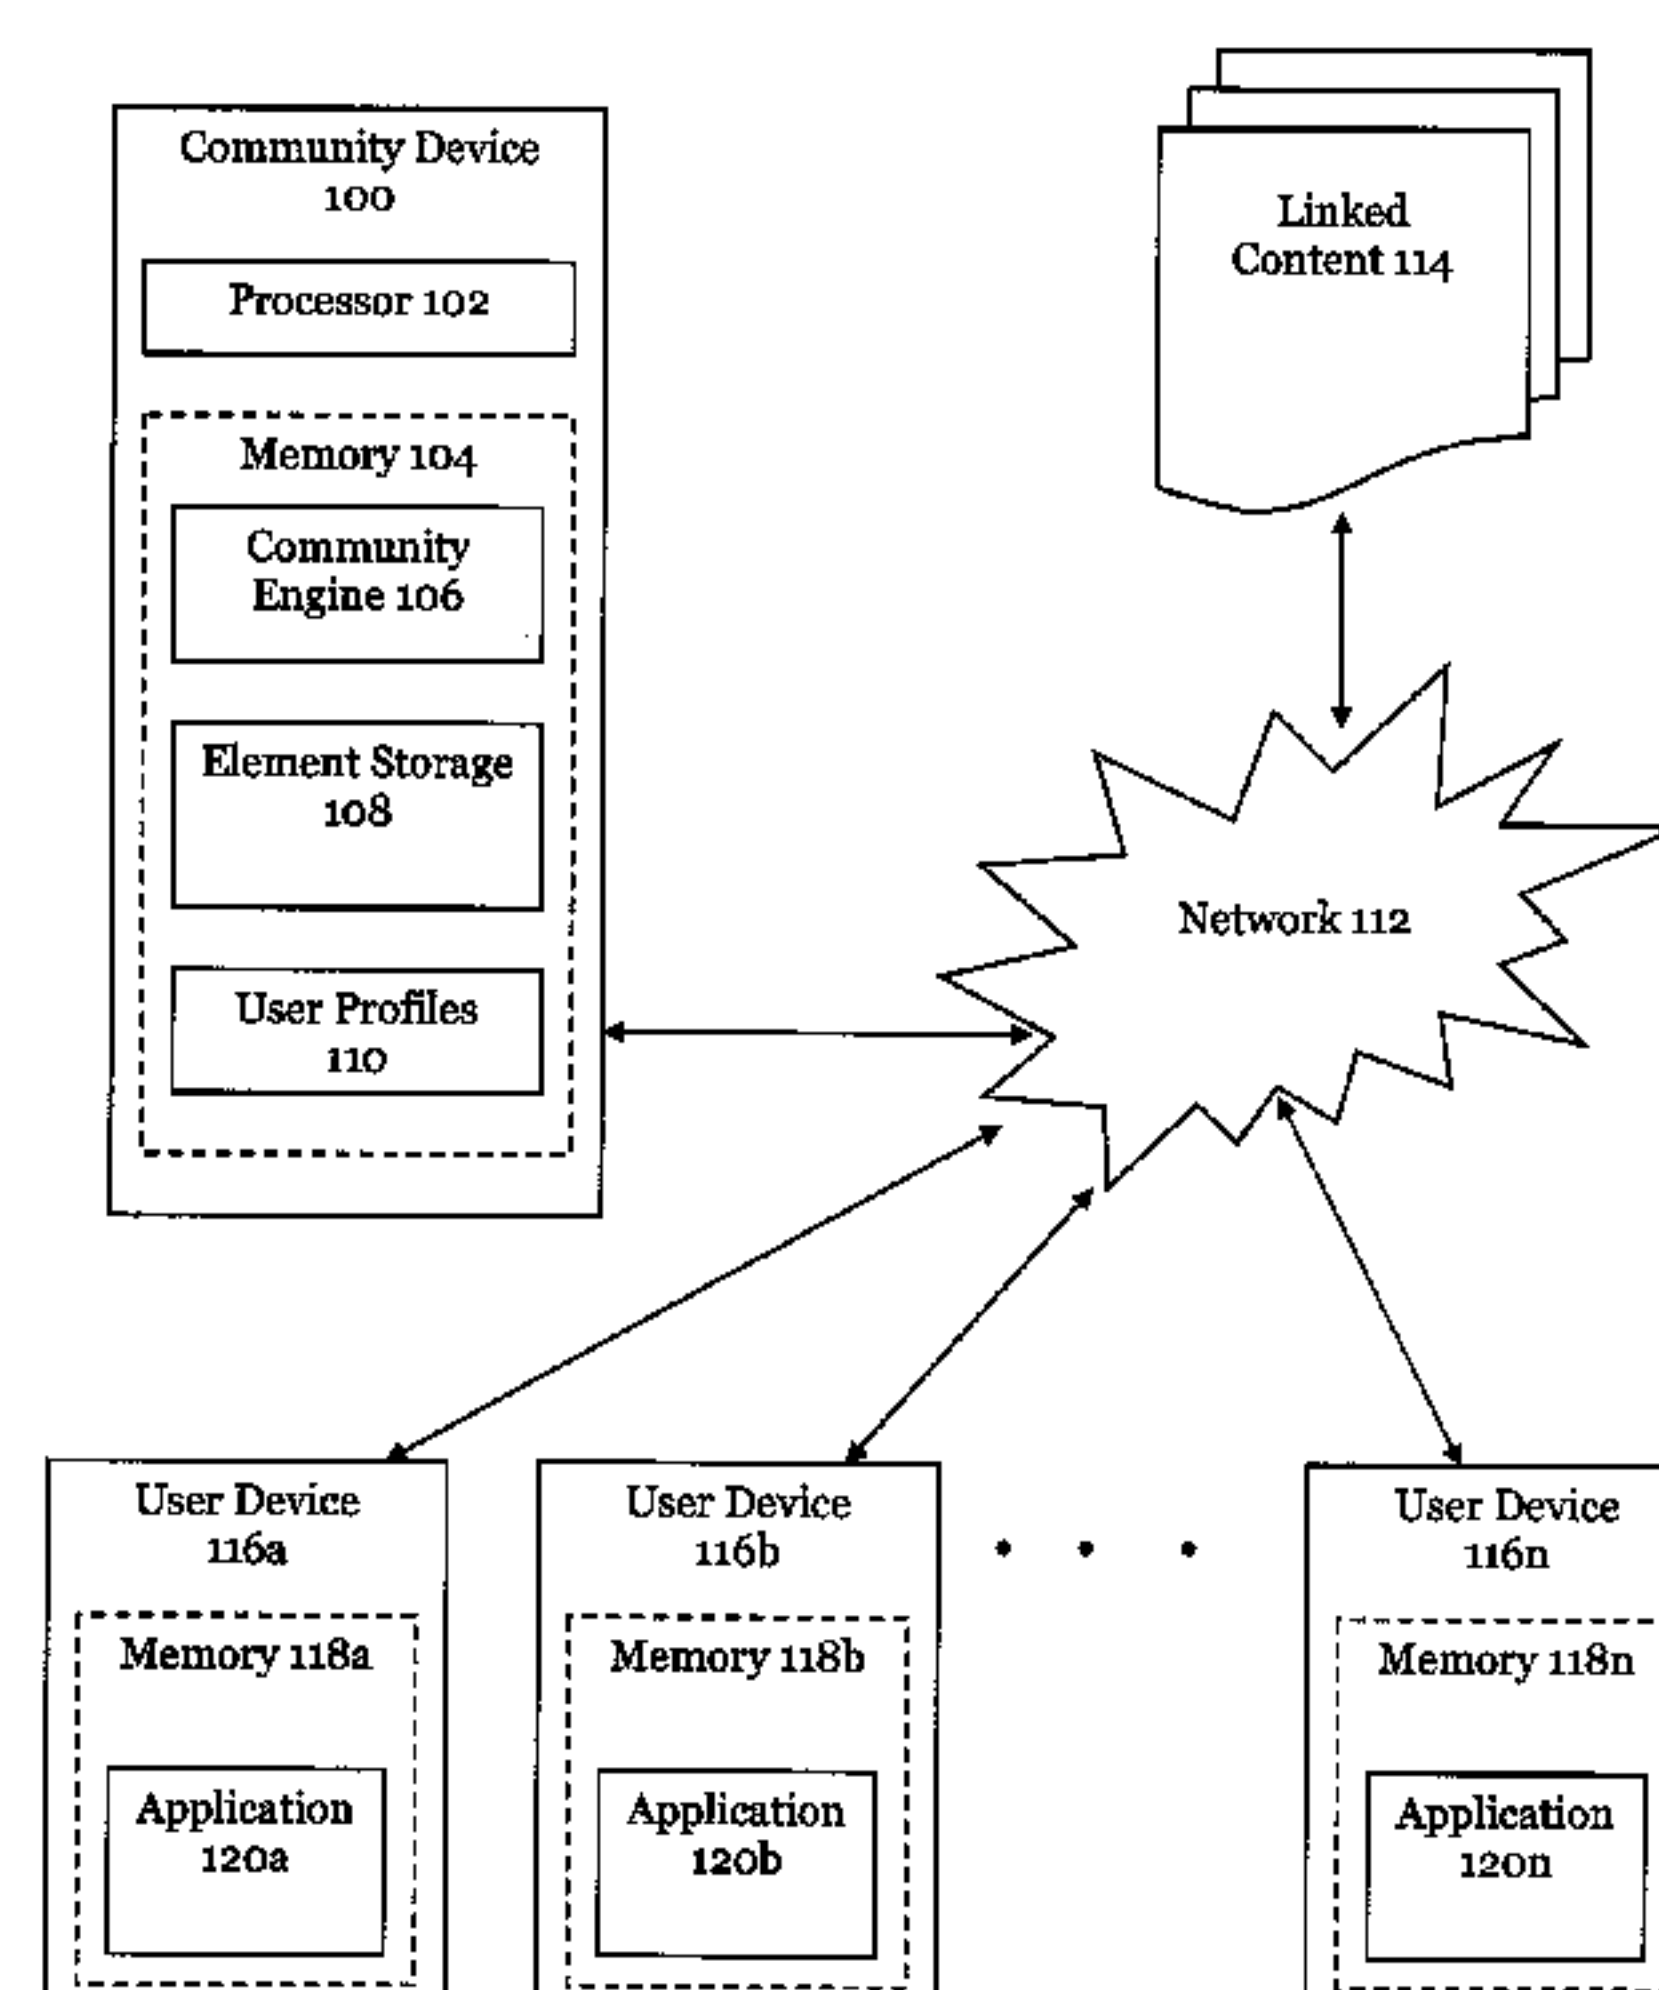 Community Device
100
Processor 102
Memory 104
Community
Engine 106
Element Storage
108
User Profiles
110
Linked
Content 114
Network 112
User Device
116a
Memory 118a
Application
120a
User Device
116b
Memory 118b
Application
120b
User Device
116n
Memory 118n
Application
120n